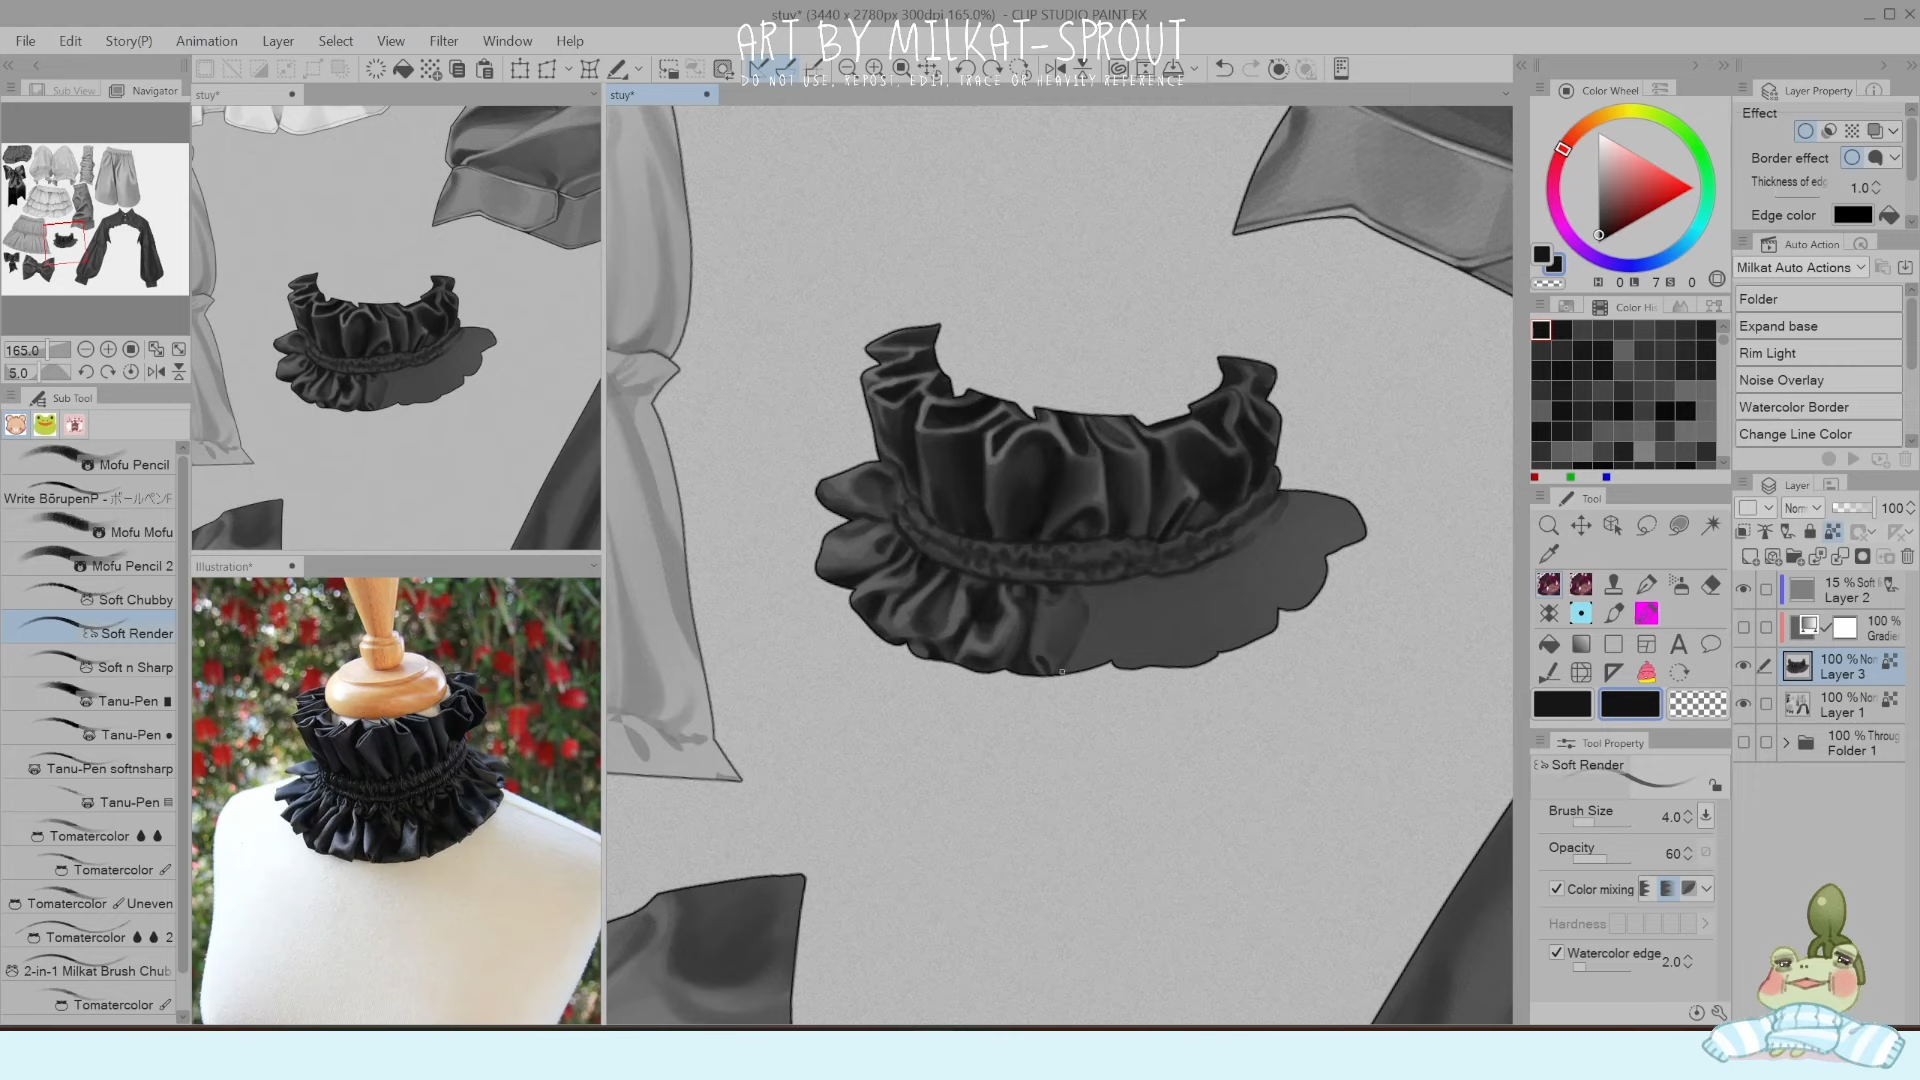 stuy* (3440 x 2780px 300dpi 165.0%) - CLIP STUDIO PAINT EX
ART BY MILKAT-SPROUT
DO NOT USE, REPOST, EDIT, TRACE OR HEAVILY REFERENCE
File Edit Story(P) Animation Layer Select View Filter Window Help
Sub View Navigator
stuy*
stuy*
165.0
5.0
Sub Tool
Mofu Pencil
Write BōrupenP - ボールペンF
Mofu Mofu
Mofu Pencil 2
Soft Chubby
Soft Render
Soft n Sharp
Tanu-Pen
Tanu-Pen
Tanu-Pen softnsharp
Tanu-Pen
Tomatercolor
Tomatercolor
Tomatercolor Uneven
Tomatercolor 2
2-in-1 Milkat Brush Chub
Tomatercolor
Illustration*
Color Wheel
H 0 L 7 S 0
Color His
Tool
Tool Property
Soft Render
Brush Size 4.0
Opacity 60
Color mixing
Hardness
Watercolor edge 2.0
Layer Property
Effect
Border effect
Thickness of edg 1.0
Edge color
Auto Action
Milkat Auto Actions
Folder
Expand base
Rim Light
Noise Overlay
Watercolor Border
Change Line Color
Layer
Norm 100
15 % Soft li
Layer 2
100 %
Gradie
100 % Nor
Layer 3
100 % Nor
Layer 1
100 % Throug
Folder 1